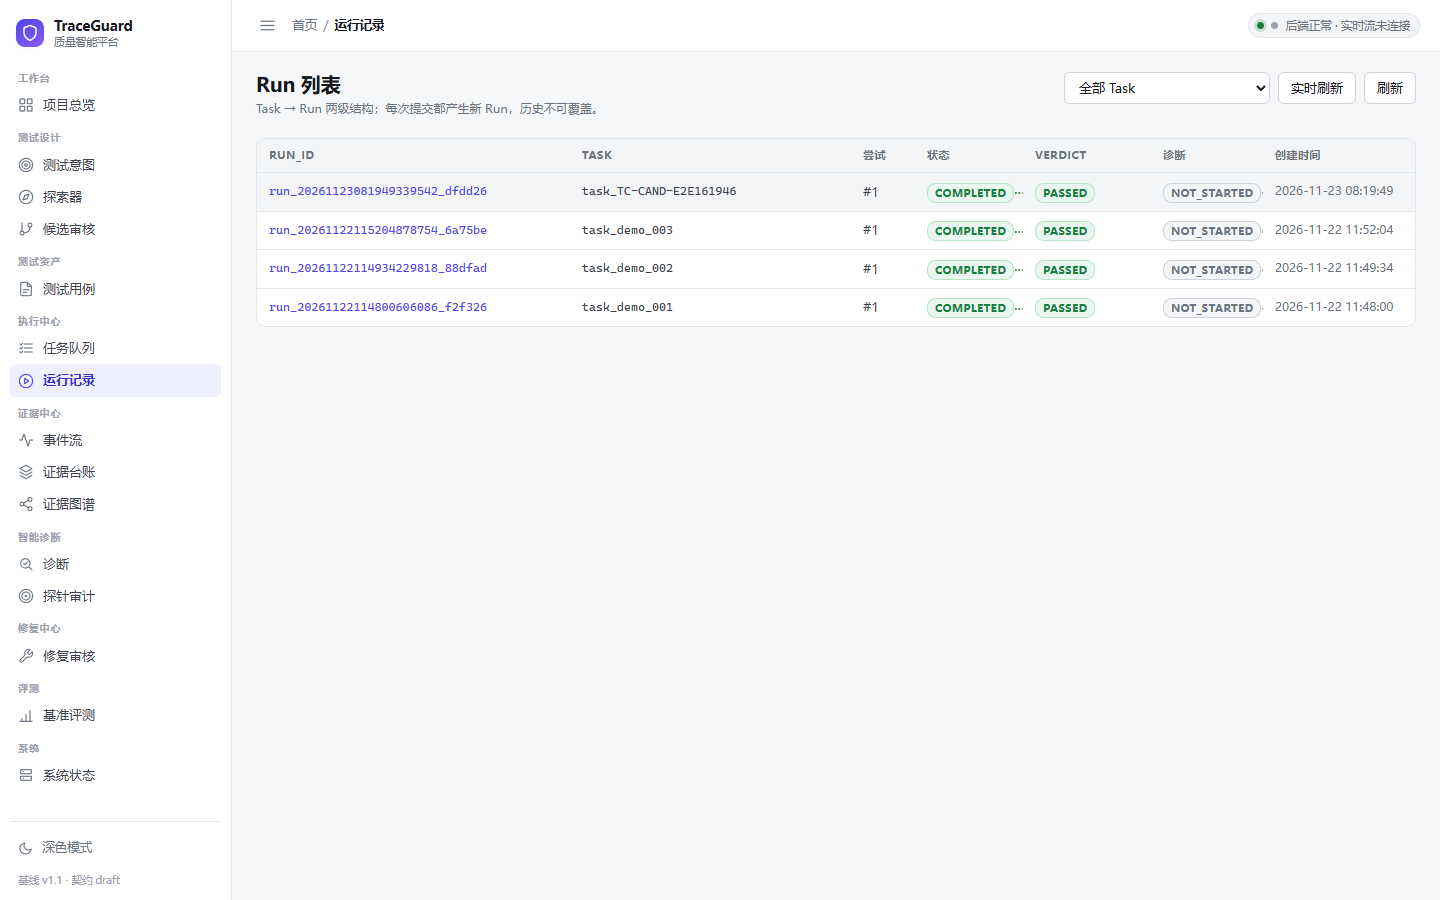 TraceGuard
质量智能平台
工作台
项目总览
测试设计
测试意图
探索器
候选审核
测试资产
测试用例
执行中心
任务队列
运行记录
证据中心
事件流
证据台账
证据图谱
智能诊断
诊断
探针审计
修复中心
修复审核
评测
基准评测
系统
系统状态
深色模式
基线 v1.1 · 契约 draft
首页 / 运行记录
后端正常 · 实时流未连接
Run 列表
Task → Run 两级结构；每次提交都产生新 Run，历史不可覆盖。
全部 Task
实时刷新
刷新
RUN_ID TASK 尝试 状态 VERDICT 诊断 创建时间
run_20261123081949339542_dfdd26 task_TC-CAND-E2E161946 #1 COMPLETED … PASSED NOT_STARTED 2026-11-23 08:19:49
run_20261122115204878754_6a75be task_demo_003 #1 COMPLETED … PASSED NOT_STARTED 2026-11-22 11:52:04
run_20261122114934229818_88dfad task_demo_002 #1 COMPLETED … PASSED NOT_STARTED 2026-11-22 11:49:34
run_20261122114800606086_f2f326 task_demo_001 #1 COMPLETED … PASSED NOT_STARTED 2026-11-22 11:48:00